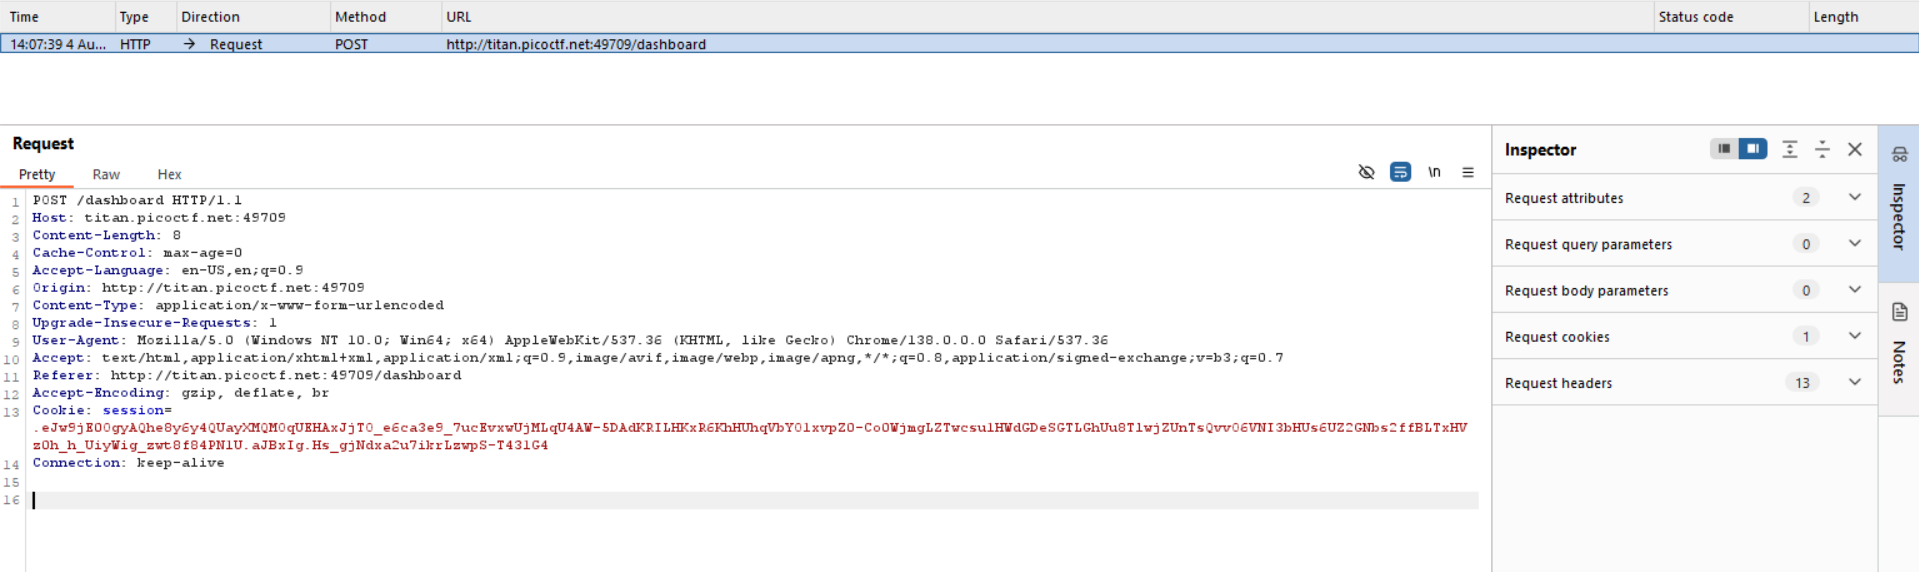 Time Type Direction Method URL Status code Length
14:07:39 4 Au... HTTP → Request POST http://titan.picoctf.net:49709/dashboard
Request
Inspector
Pretty Raw Hex
\n
1 POST /dashboard HTTP/1.1
2 Host: titan.picoctf.net:49709
3 Content-Length: 8
4 Cache-Control: max-age=0
5 Accept-Language: en-US,en;q=0.9
6 Origin: http://titan.picoctf.net:49709
7 Content-Type: application/x-www-form-urlencoded
8 Upgrade-Insecure-Requests: 1
9 User-Agent: Mozilla/5.0 (Windows NT 10.0; Win64; x64) AppleWebKit/537.36 (KHTML, like Gecko) Chrome/138.0.0.0 Safari/537.36
10 Accept: text/html,application/xhtml+xml,application/xml;q=0.9,image/avif,image/webp,image/apng,*/*;q=0.8,application/signed-exchange;v=b3;q=0.7
11 Referer: http://titan.picoctf.net:49709/dashboard
12 Accept-Encoding: gzip, deflate, br
13 Cookie: session=
14 Connection: keep-alive
15
16
Request attributes 2
Request query parameters 0
Request body parameters 0
Request cookies 1
Request headers 13
Inspector
Notes